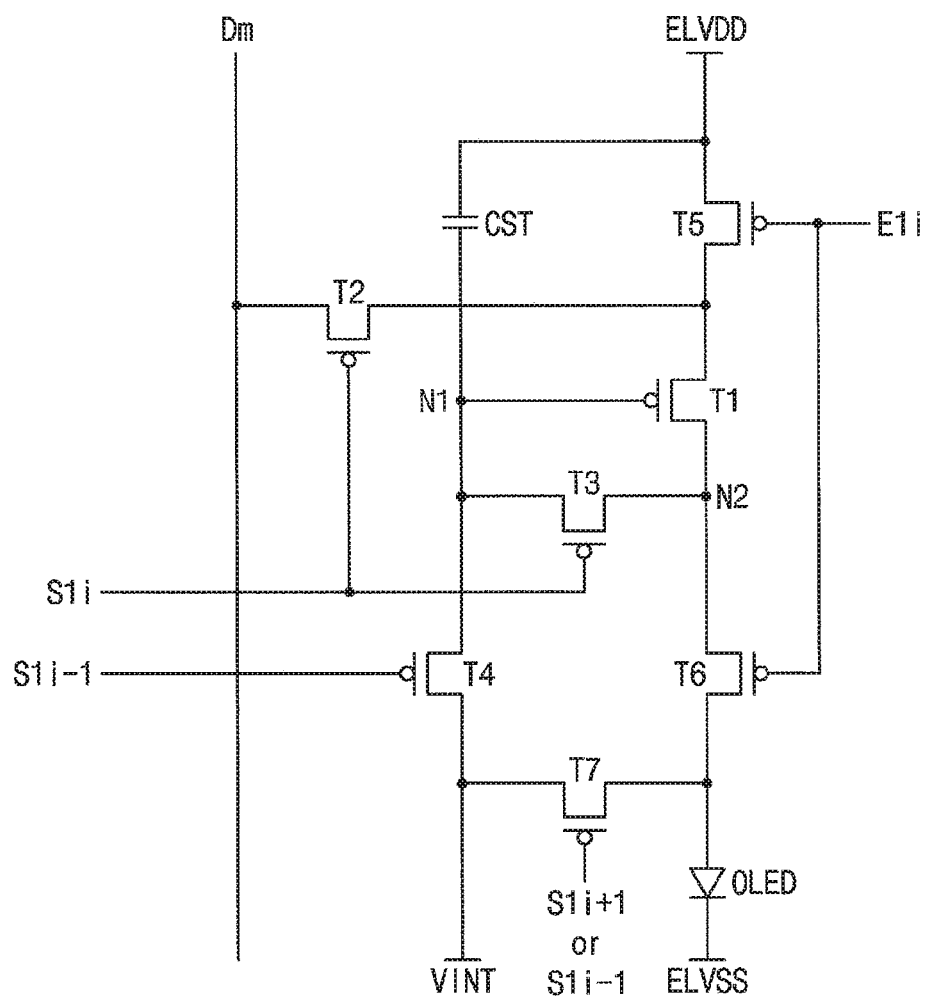 Dm
ELVDD
CST
T5
E1i
T2
N1
T1
T3
N2
S1i
S1i-1
T4
T6
T7
OLED
S1i+1
or
S1i-1
VINT
ELVSS